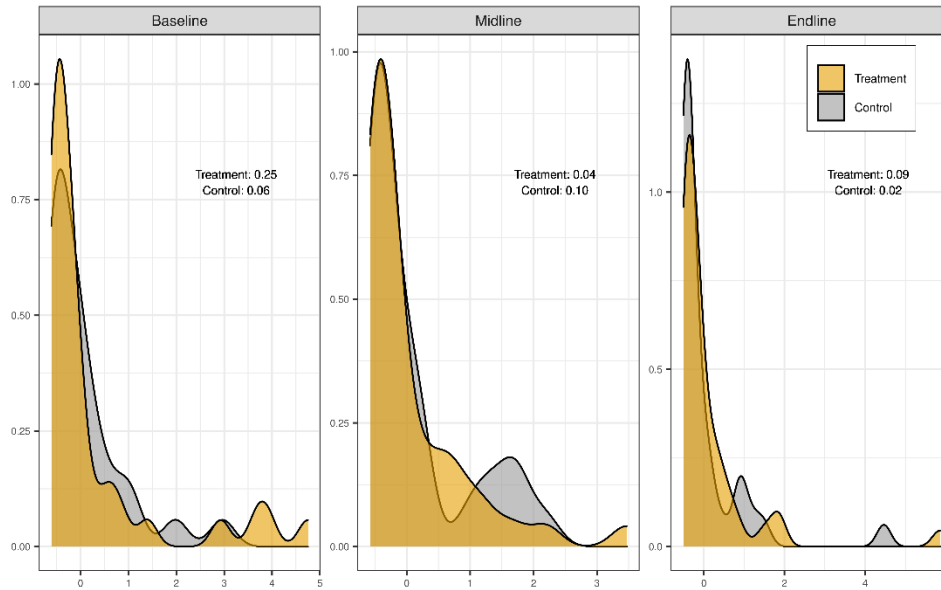 Baseline
Midline
Endline
Treatment
Control
Treatment: 0.25
Control: 0.06
Treatment: 0.04
Control: 0.10
Treatment: 0.09
Control: 0.02
1.00
0.75
0.50
0.25
0.00
0
1
2
3
4
5
1.00
0.75
0.50
0.25
0.00
0
1
2
3
1.0
0.5
0.0
0
2
4